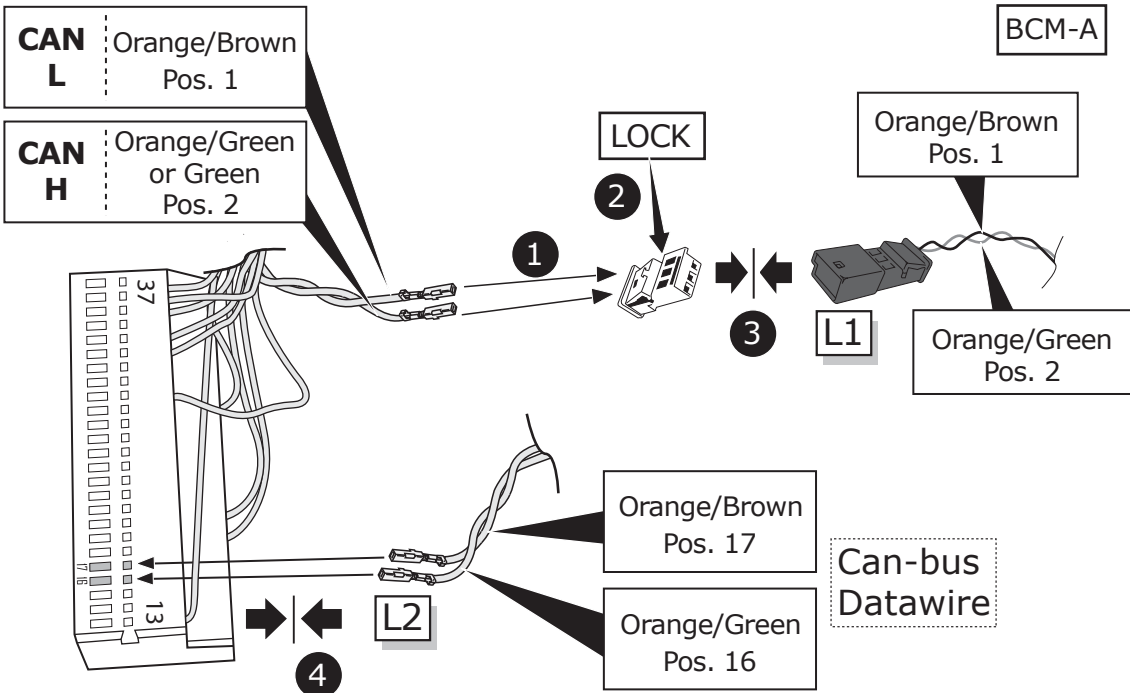 CAN
L
Orange/Brown
Pos. 1
CAN
H
Orange/Green
or Green
Pos. 2
BCM-A
LOCK
2
1
3
L1
Orange/Brown
Pos. 1
Orange/Green
Pos. 2
37
17
16
13
4
L2
Orange/Brown
Pos. 17
Orange/Green
Pos. 16
Can-bus
Datawire